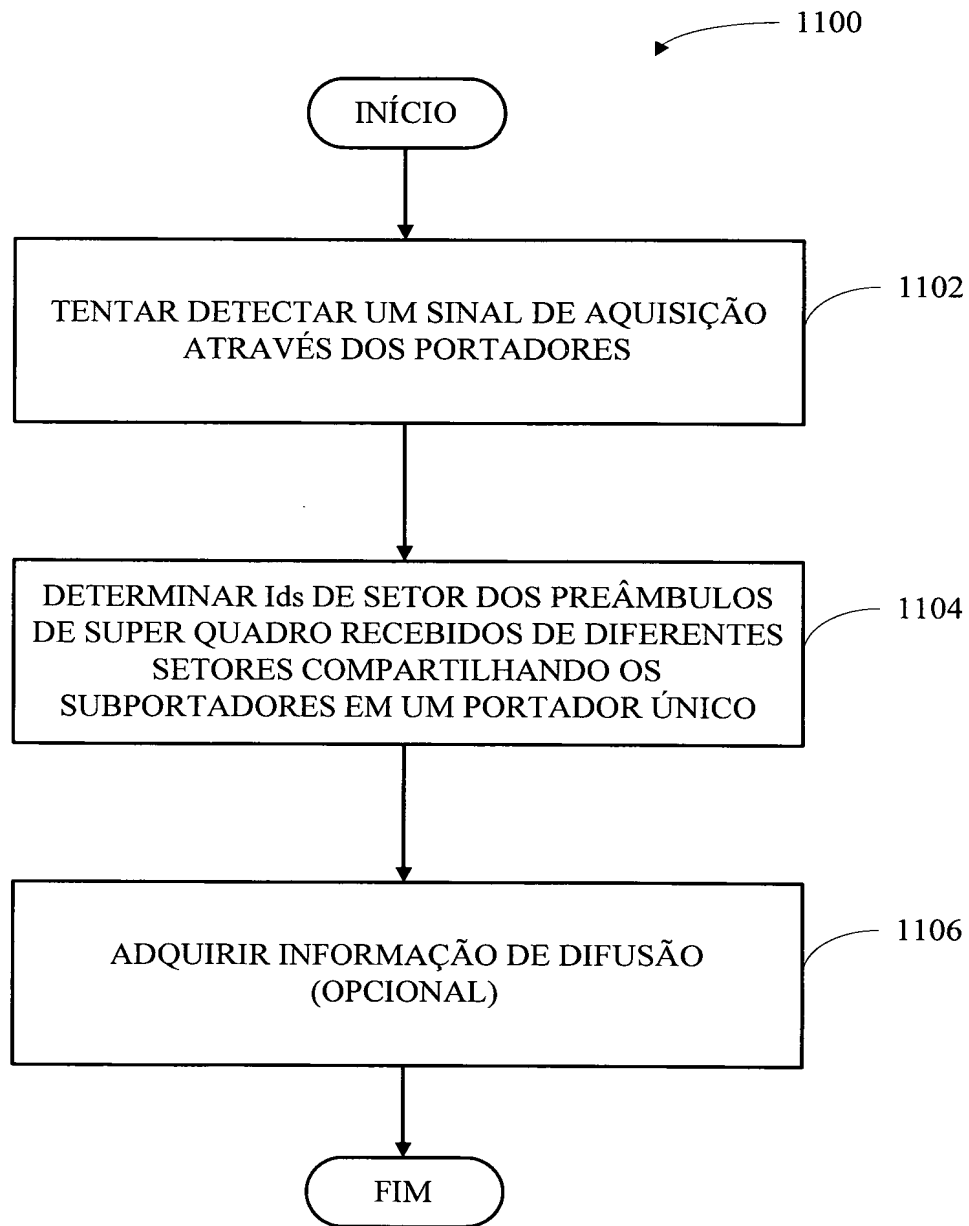 1100
INÍCIO
TENTAR DETECTAR UM SINAL DE AQUISIÇÃO
ATRAVÉS DOS PORTADORES
1102
DETERMINAR Ids DE SETOR DOS PREÂMBULOS
DE SUPER QUADRO RECEBIDOS DE DIFERENTES
SETORES COMPARTILHANDO OS
SUBPORTADORES EM UM PORTADOR ÚNICO
1104
ADQUIRIR INFORMAÇÃO DE DIFUSÃO
(OPCIONAL)
1106
FIM